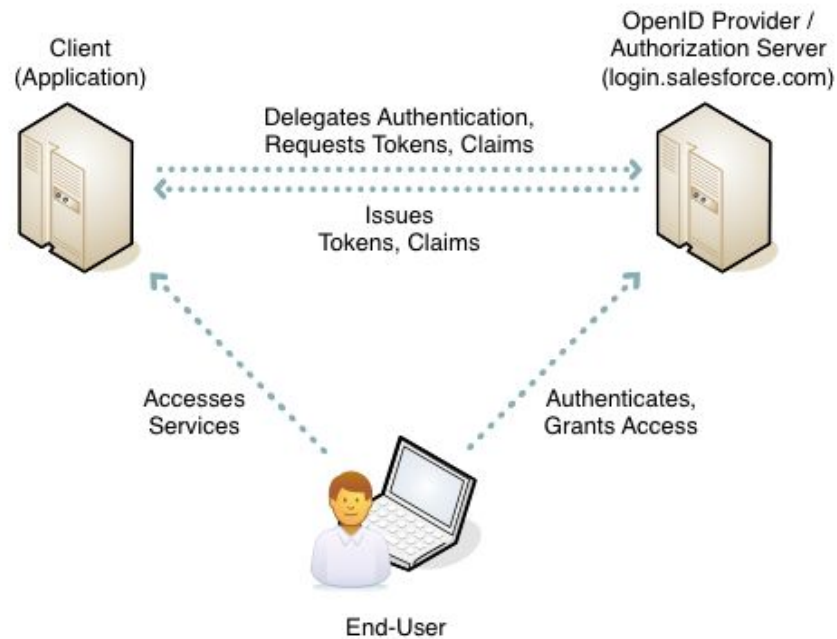 Client
(Application)
OpenID Provider /
Authorization Server
(login.salesforce.com)
Delegates Authentication,
Requests Tokens, Claims
Issues
Tokens, Claims
Accesses
Services
Authenticates,
Grants Access
End-User